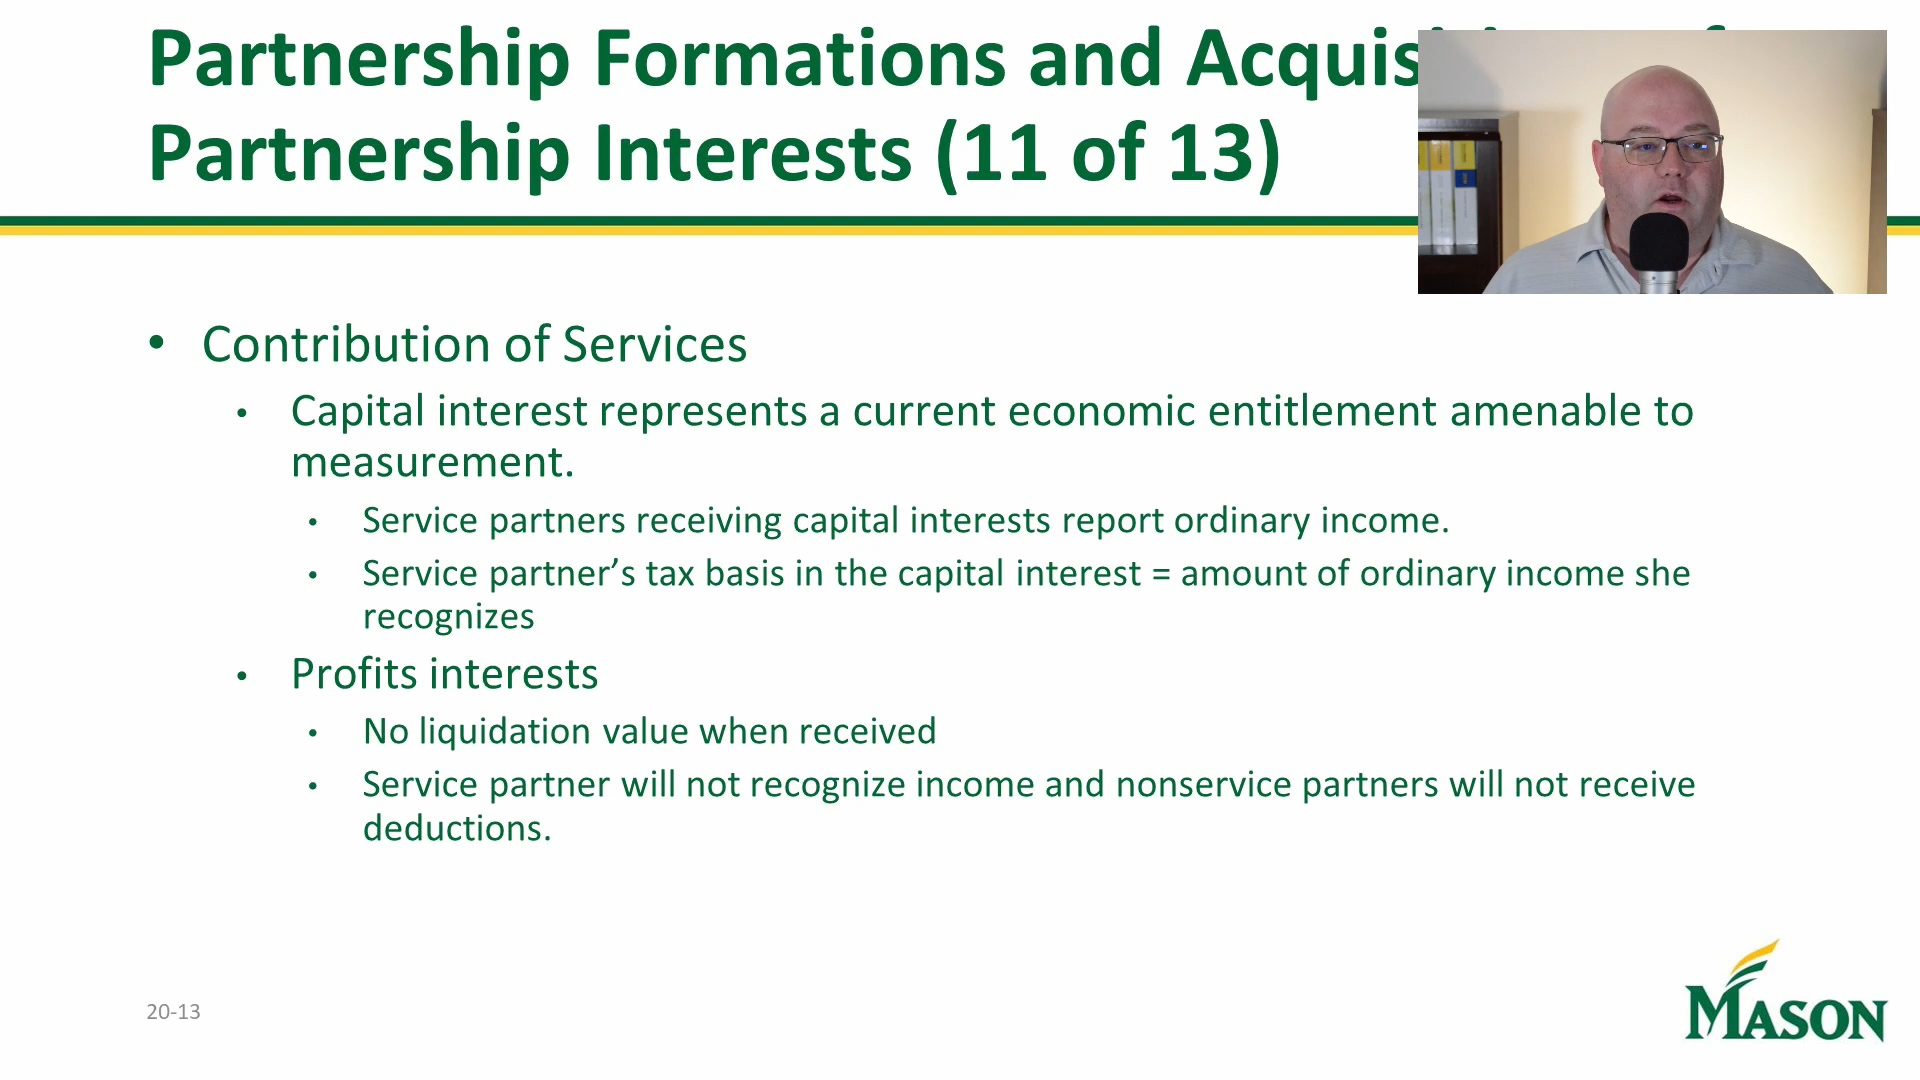 Partnership Formations and Acquis
Partnership Interests (11 of 13)
• Contribution of Services
• Capital interest represents a current economic entitlement amenable to
measurement.
• Service partners receiving capital interests report ordinary income.
• Service partner’s tax basis in the capital interest = amount of ordinary income she
recognizes
• Profits interests
• No liquidation value when received
• Service partner will not recognize income and nonservice partners will not receive
deductions.
20-13
MASON